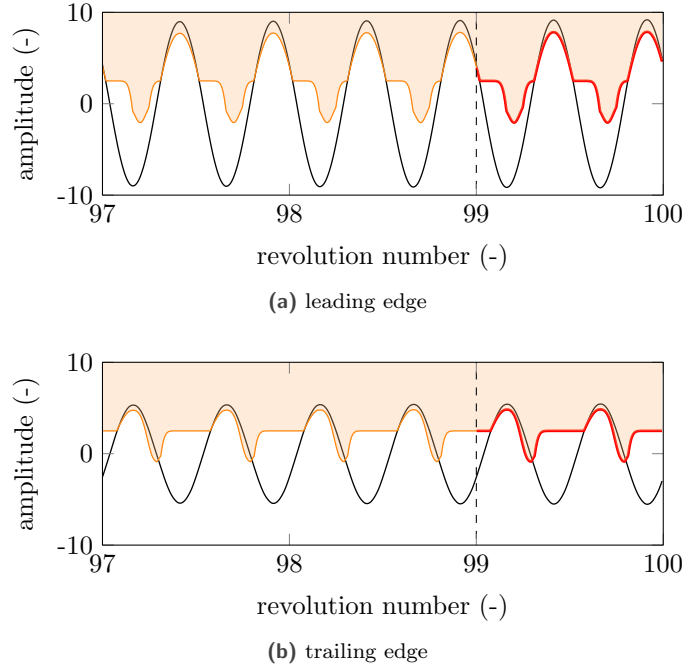 10
0
-10
amplitude (-)
97
98
99
100
revolution number (-)
(a) leading edge
10
0
-10
amplitude (-)
97
98
99
100
revolution number (-)
(b) trailing edge